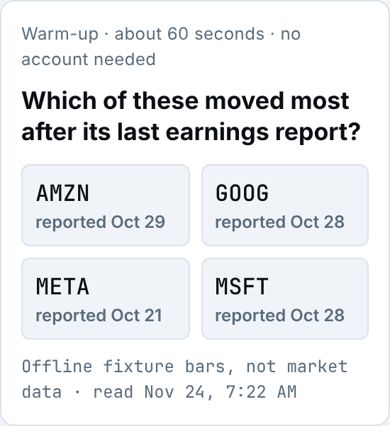 Warm-up · about 60 seconds · no
account needed
Which of these moved most
after its last earnings report?
AMZN
reported Oct 29
GOOG
reported Oct 28
META
reported Oct 21
MSFT
reported Oct 28
Offline fixture bars, not market
data · read Nov 24, 7:22 AM